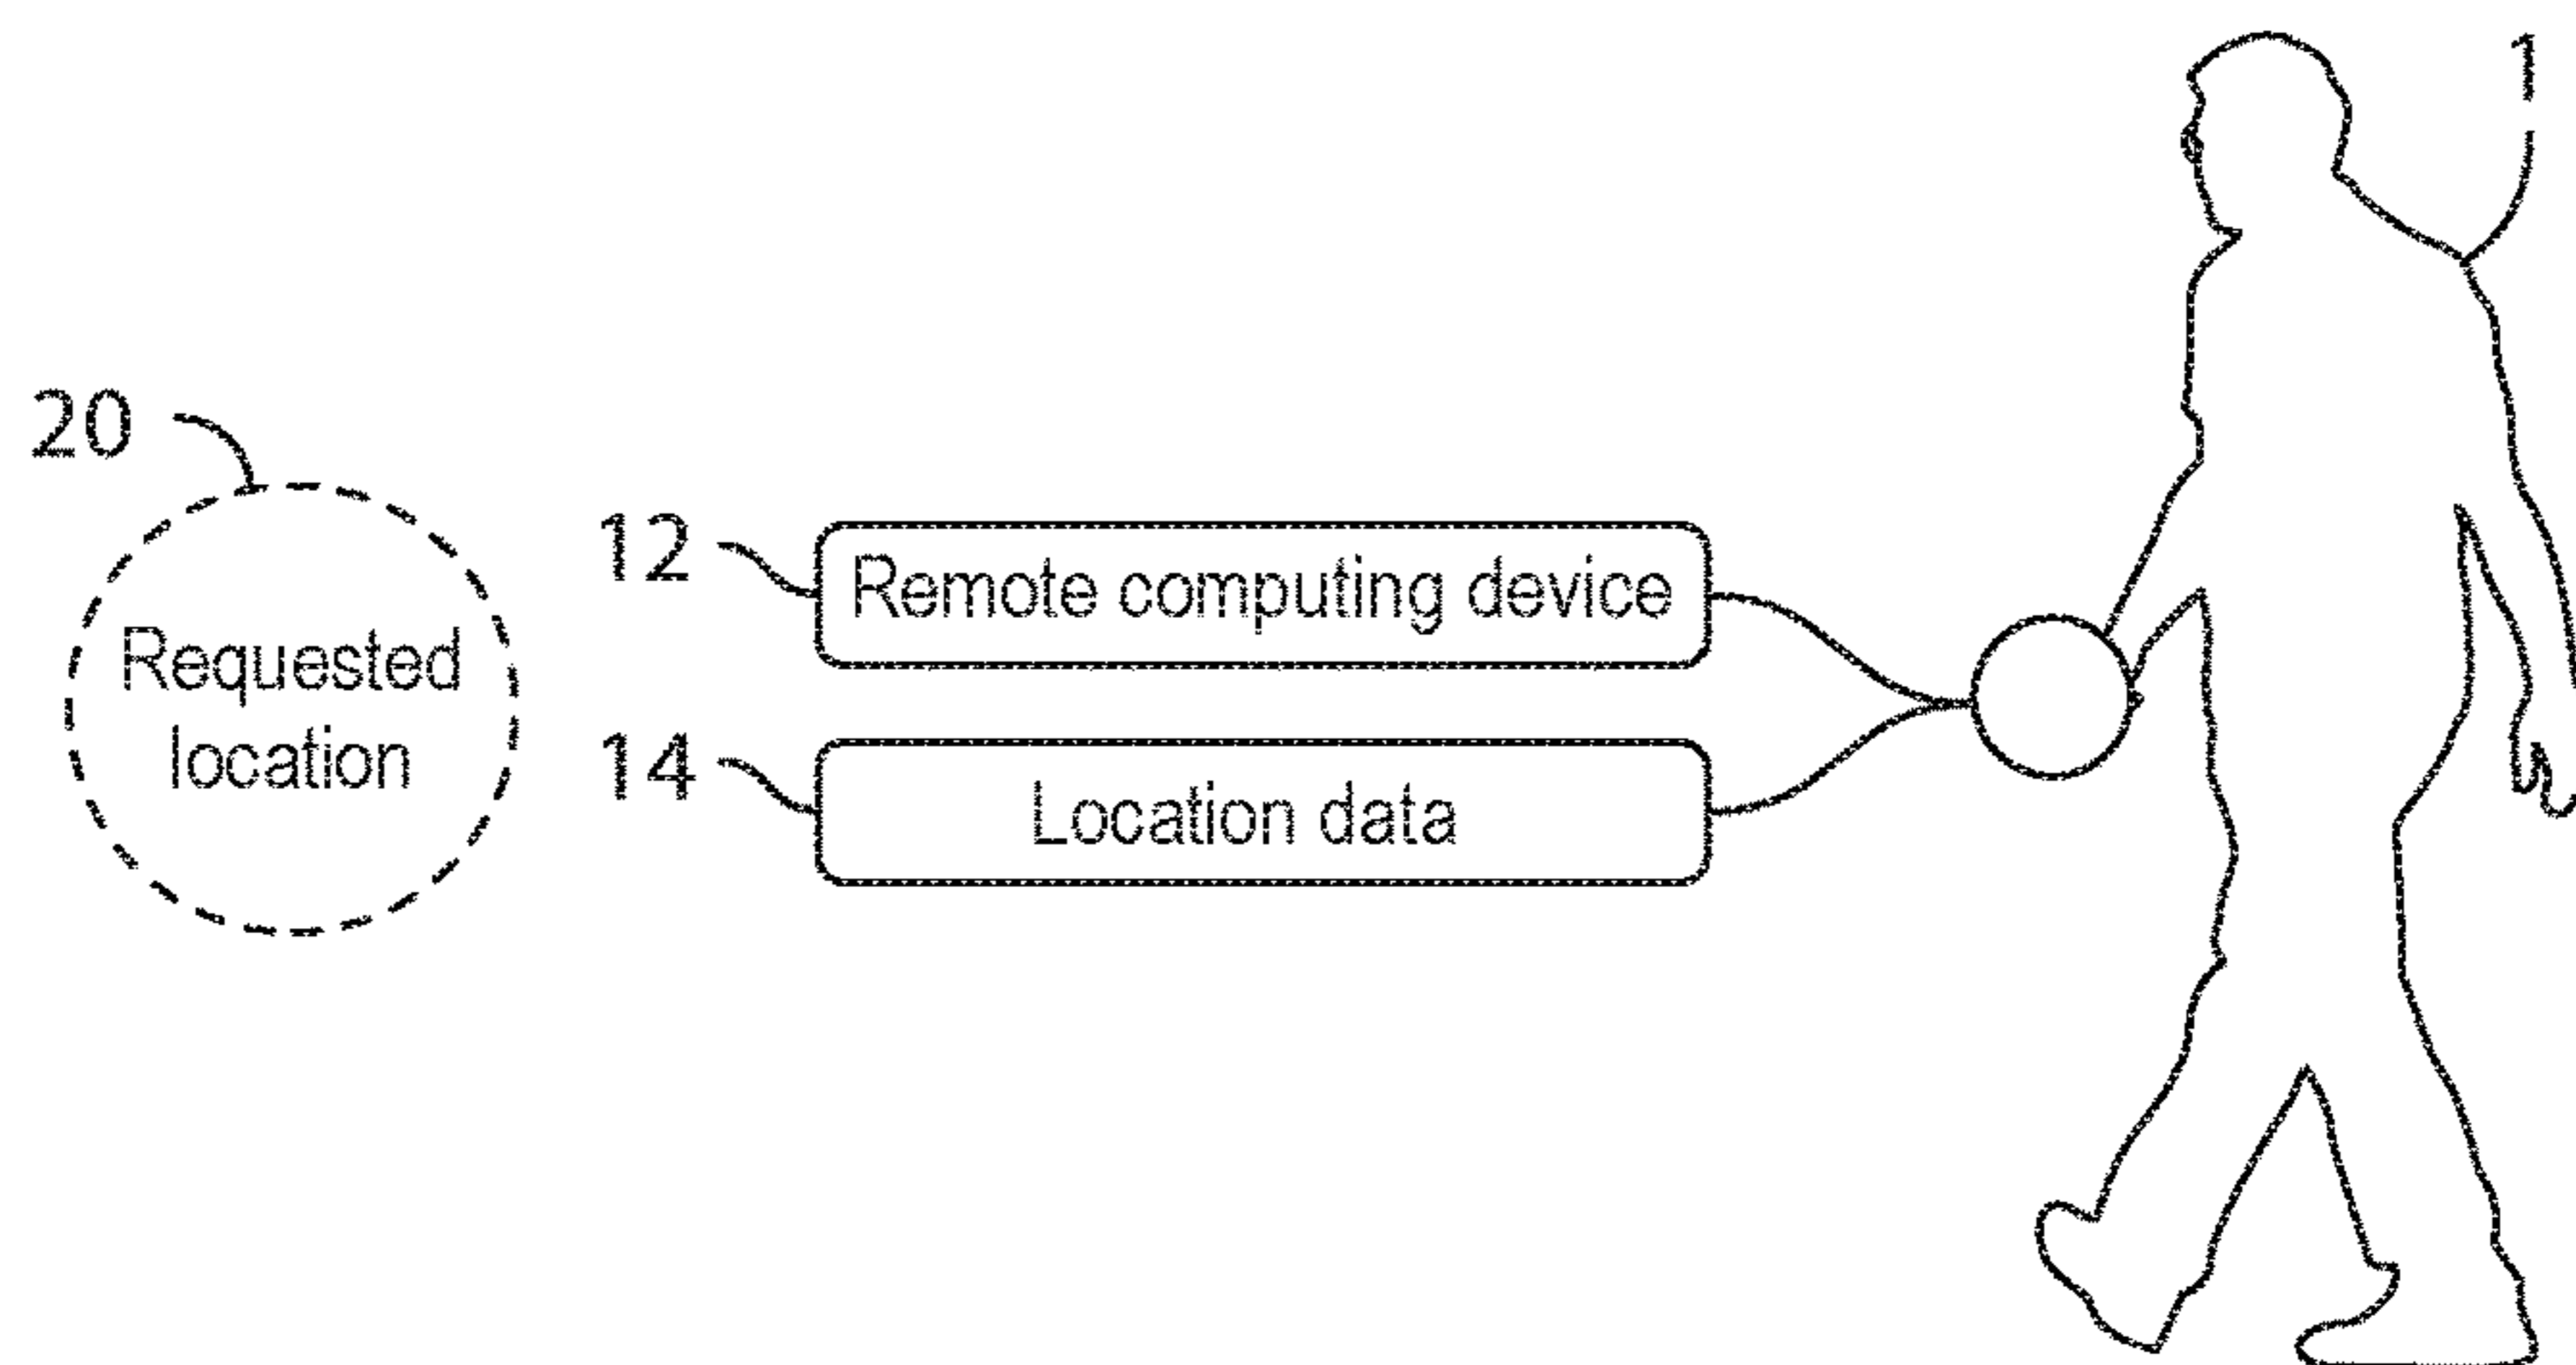 1
20
12
Remote computing device
Requested
location
14
Location data